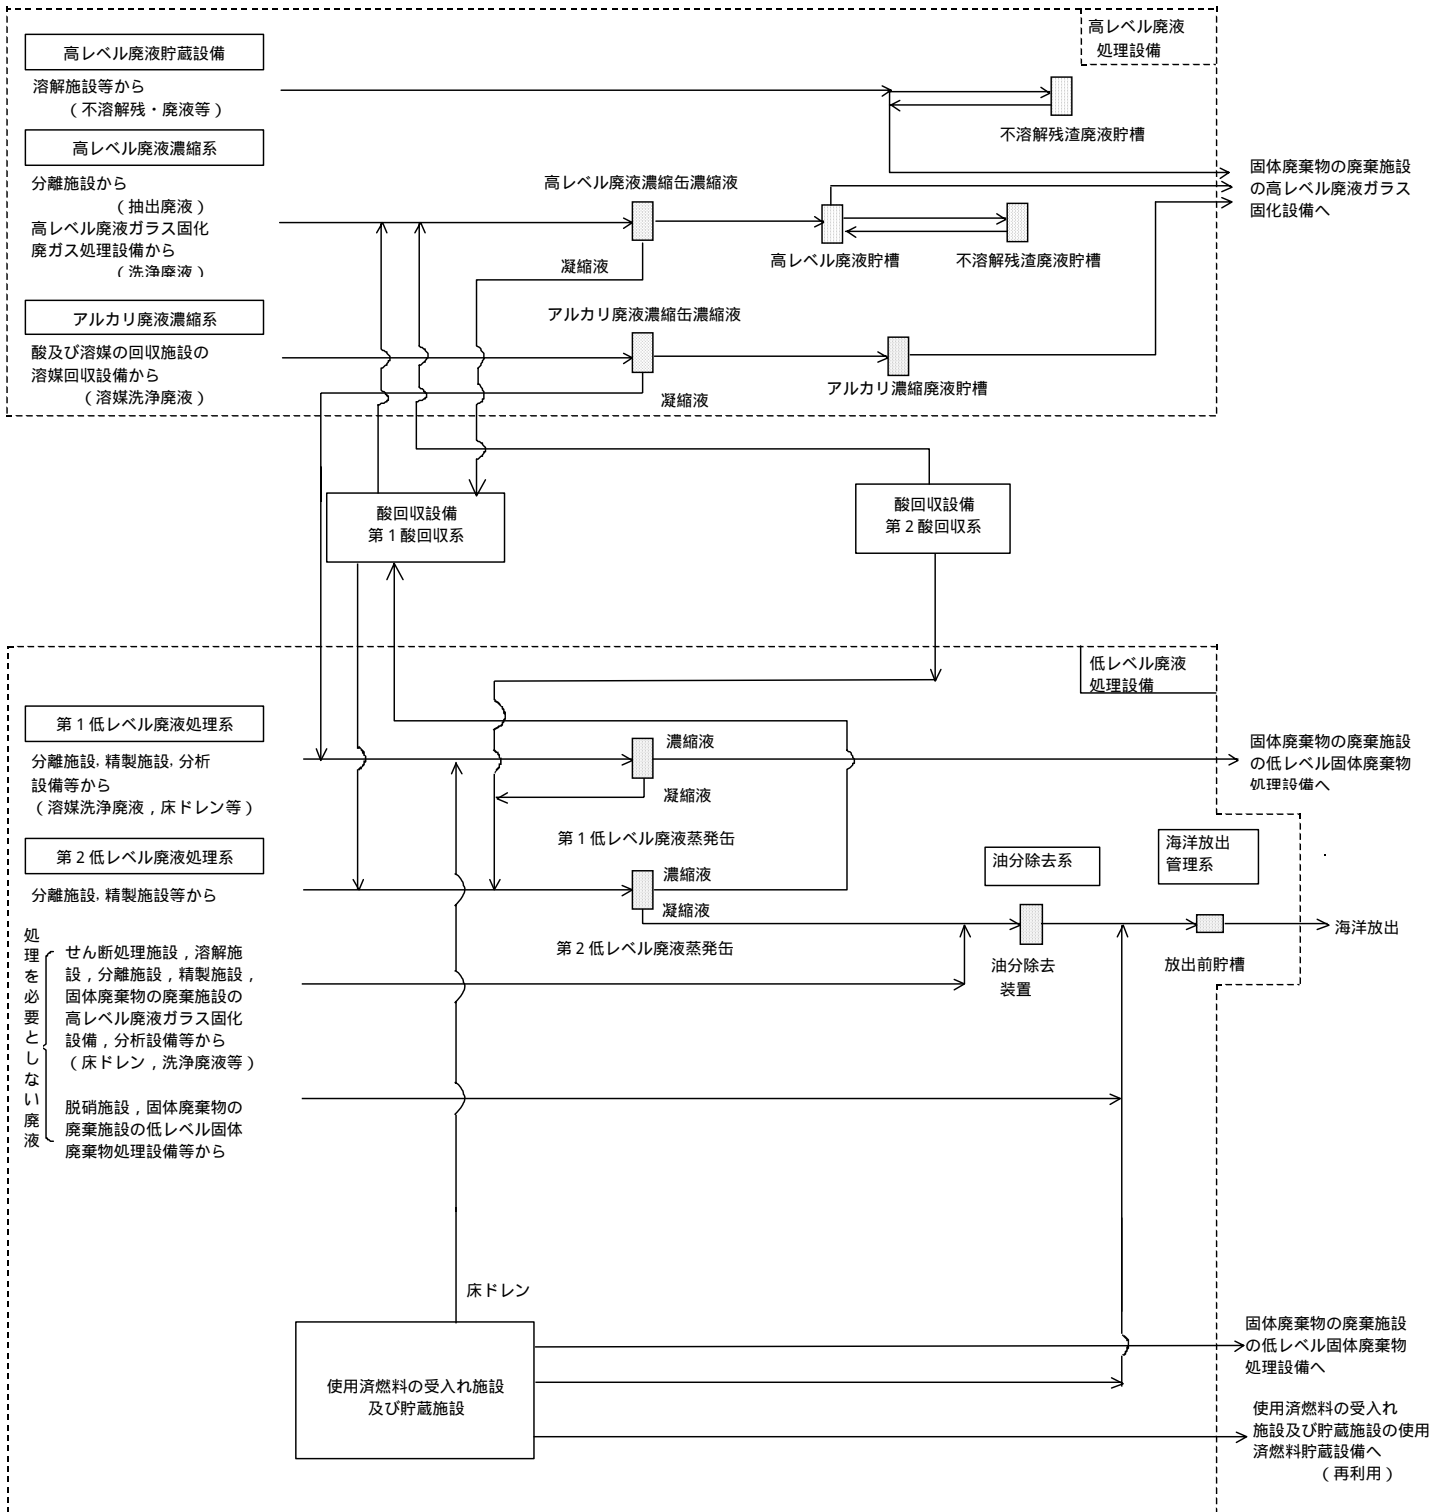 高レベル廃液
処理設備
高レベル廃液貯蔵設備
溶解施設等から
（不溶解残・廃液等）
不溶解残渣廃液貯槽
高レベル廃液濃縮系
分離施設から
（抽出廃液）
高レベル廃液ガラス固化
廃ガス処理設備から
（洗浄廃液）
高レベル廃液濃縮缶濃縮液
凝縮液
高レベル廃液貯槽
不溶解残渣廃液貯槽
固体廃棄物の廃棄施設
の高レベル廃液ガラス
固化設備へ
アルカリ廃液濃縮系
酸及び溶媒の回収施設の
溶媒回収設備から
（溶媒洗浄廃液）
アルカリ廃液濃縮缶濃縮液
凝縮液
アルカリ濃縮廃液貯槽
酸回収設備
第１酸回収系
酸回収設備
第２酸回収系
低レベル廃液
処理設備
第１低レベル廃液処理系
分離施設，精製施設，分析
設備等から
（溶媒洗浄廃液，床ドレン等）
濃縮液
凝縮液
第１低レベル廃液蒸発缶
固体廃棄物の廃棄施設
の低レベル固体廃棄物
処理設備へ
第２低レベル廃液処理系
分離施設，精製施設等から
濃縮液
凝縮液
第２低レベル廃液蒸発缶
油分除去系
油分除去
装置
海洋放出
管理系
放出前貯槽
海洋放出
処理を必要としない廃液
せん断処理施設，溶解施
設，分離施設，精製施設，
固体廃棄物の廃棄施設の
高レベル廃液ガラス固化
設備，分析設備等から
（床ドレン，洗浄廃液等）
脱硝施設，固体廃棄物の
廃棄施設の低レベル固体
廃棄物処理設備等から
床ドレン
使用済燃料の受入れ施設
及び貯蔵施設
固体廃棄物の廃棄施設
の低レベル固体廃棄物
処理設備へ
使用済燃料の受入れ
施設及び貯蔵施設の使用
済燃料貯蔵設備へ
（再利用）